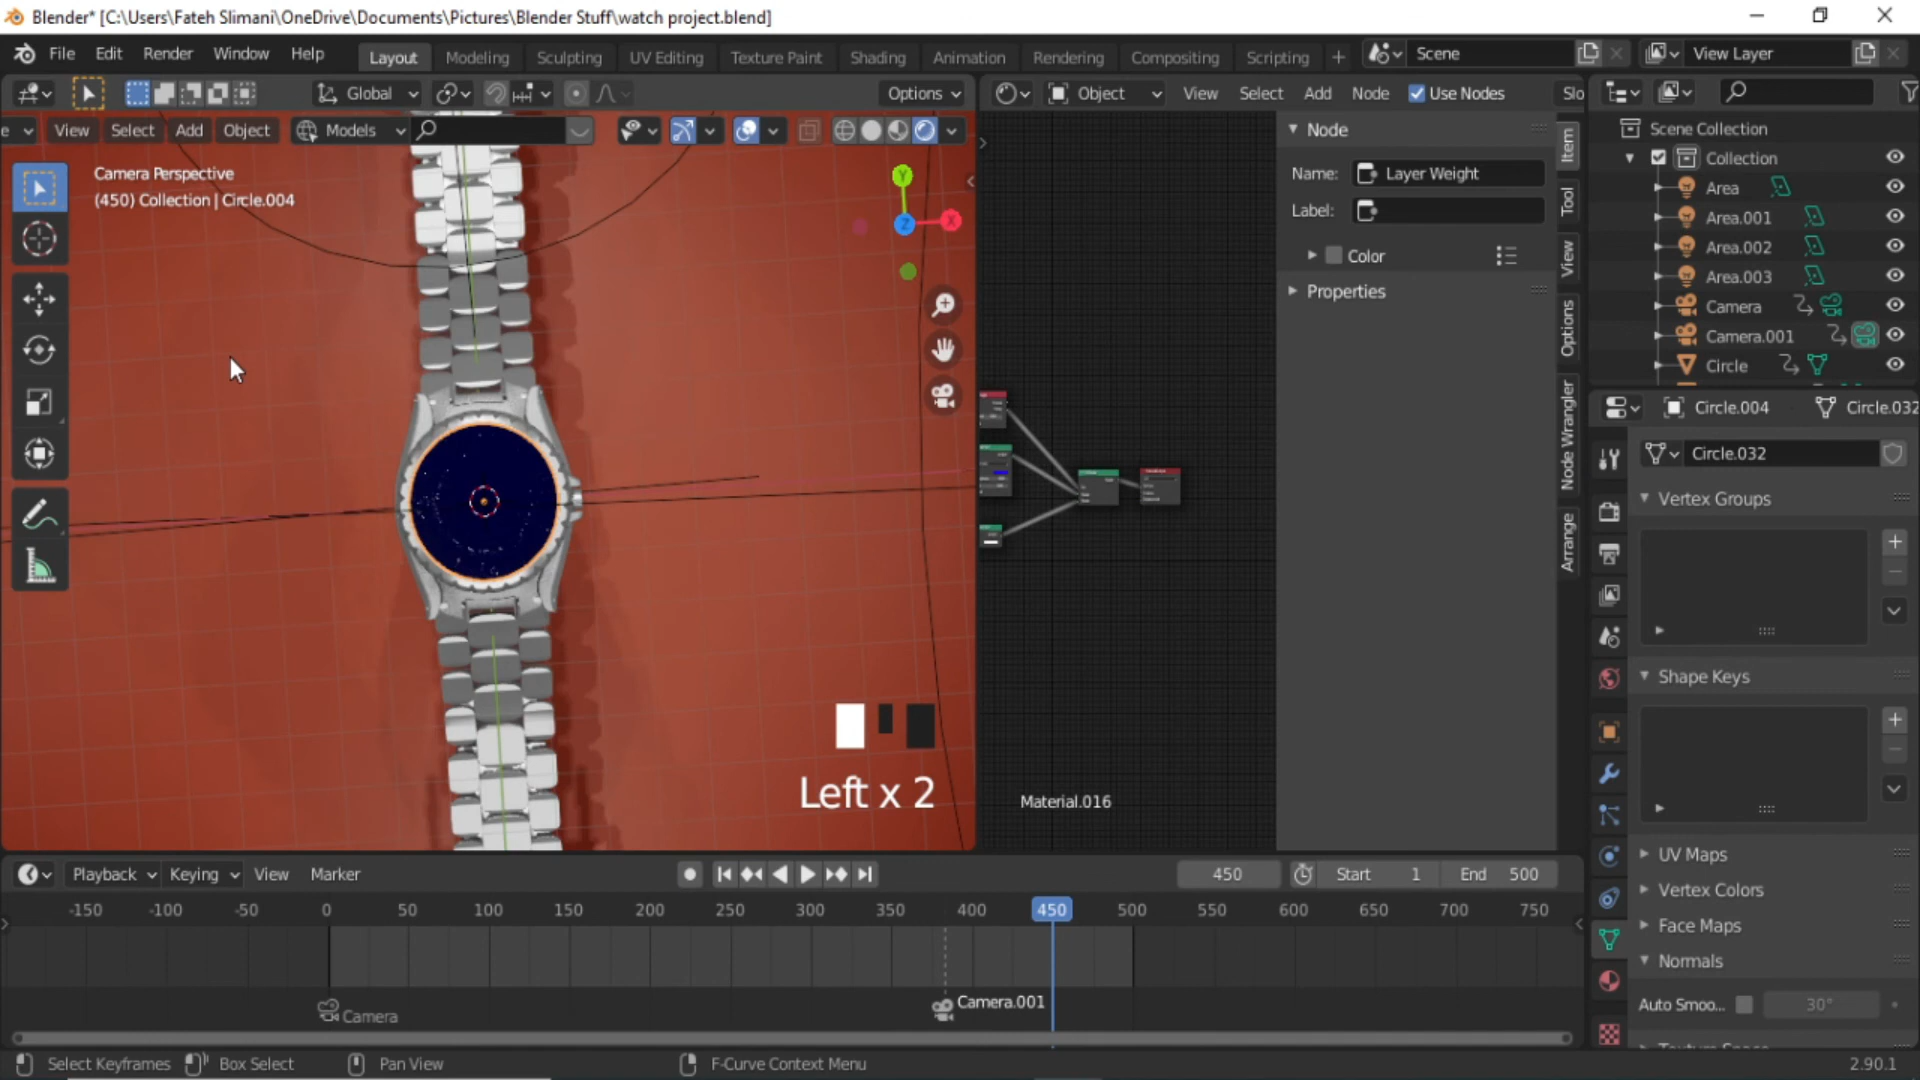 Blender* [C:\Users\Fateh Slimani\OneDrive\Documents\Pictures\Blender Stuff\watch project.blend]
File Edit Render Window Help Layout Modeling Sculpting UV Editing Texture Paint Shading Animation Rendering Compositing Scripting + Scene View Layer
Global Options Object View Select Add Node Use Nodes Slo
e View Select Add Object Models
Camera Perspective
(450) Collection | Circle.004
Y
X
Z
Left x 2
Node
Name: Layer Weight
Label:
Color
Properties
Item
Tool
View
Options
Node Wrangler
Arrange
Material.016
Scene Collection
Collection
Area
Area.001
Area.002
Area.003
Camera
Camera.001
Circle
Circle.004 Circle.032
Circle.032
Vertex Groups
Shape Keys
UV Maps
Vertex Colors
Face Maps
Normals
Auto Smoo... 30°
Playback Keying View Marker 450 Start 1 End 500
-150 -100 -50 0 50 100 150 200 250 300 350 400 450 500 550 600 650 700 750
Camera Camera.001
Select Keyframes Box Select Pan View F-Curve Context Menu 2.90.1